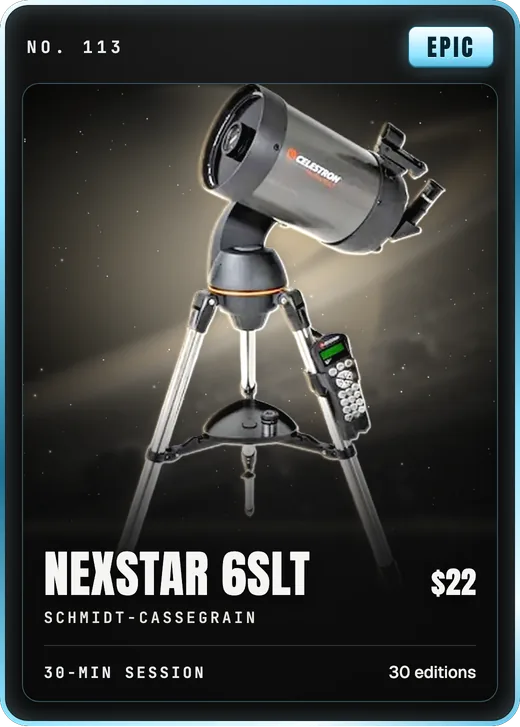 NO. 113
EPIC
CELESTRON
NEXSTAR 6SLT
$22
SCHMIDT-CASSEGRAIN
30-MIN SESSION
30 editions